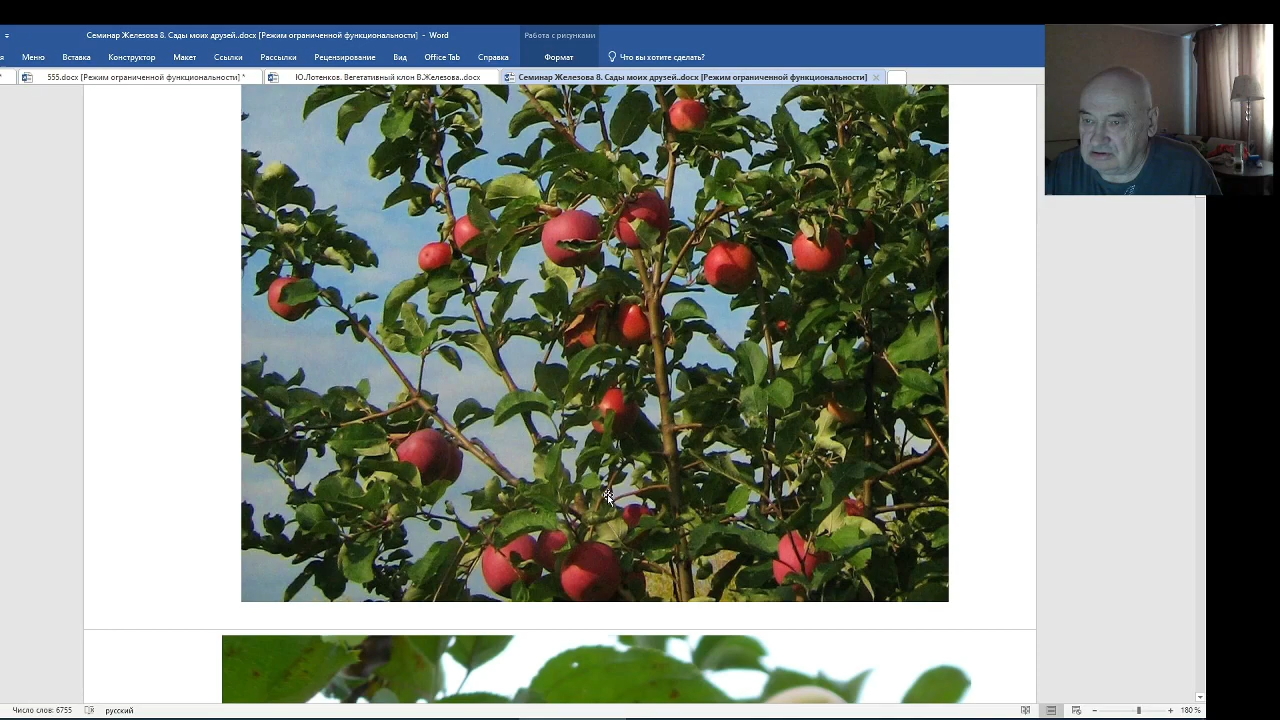 Семинар Железова 8. Сады моих друзей..docx [Режим ограниченной функциональности] - Word
Работа с рисунками
Меню Вставка Конструктор Макет Ссылки Рассылки Рецензирование Вид Office Tab Справка Формат Что вы хотите сделать?
555.docx [Режим ограниченной функциональности] * Ю.Лотенков. Вегетативный клон В.Железова..docx Семинар Железова 8. Сады моих друзей..docx [Режим ограниченной функциональности]
Число слов: 6755 русский 180 %